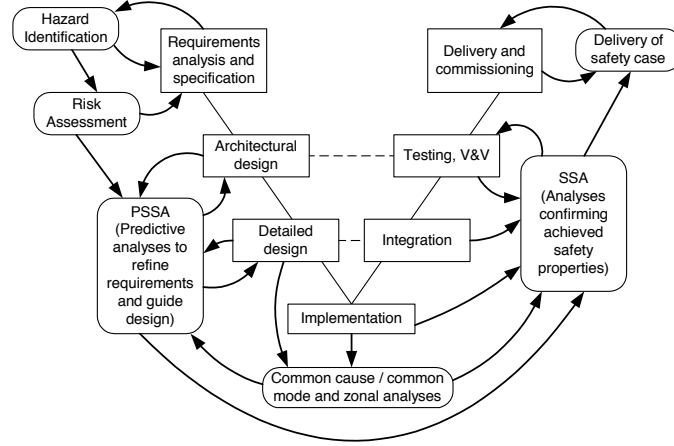 Hazard
Identification
Requirements
analysis and
specification
Delivery and
commissioning
Delivery of
safety case
Risk
Assessment
Architectural
design
Testing, V&V
SSA
(Analyses
confirming
achieved
safety
properties)
PSSA
(Predictive
analyses to
refine
requirements
and guide
design)
Detailed
design
Integration
Implementation
Common cause / common
mode and zonal analyses